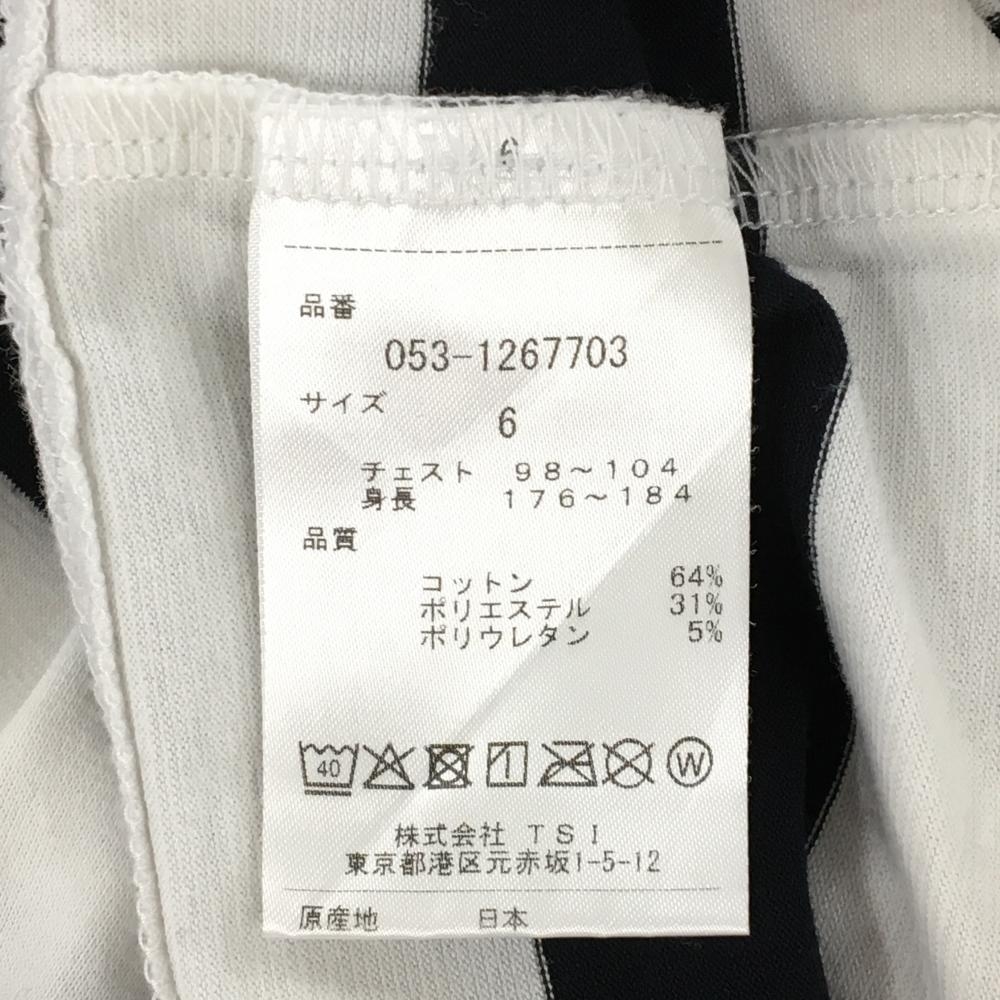 品番
053-1267703
サイズ
6
チェスト 98~104
身長 176~184
品質
コットン 64%
ポリエステル 31%
ポリウレタン 5%
40 W
株式会社 TSI
東京都港区元赤坂1-5-12
原産地 日本